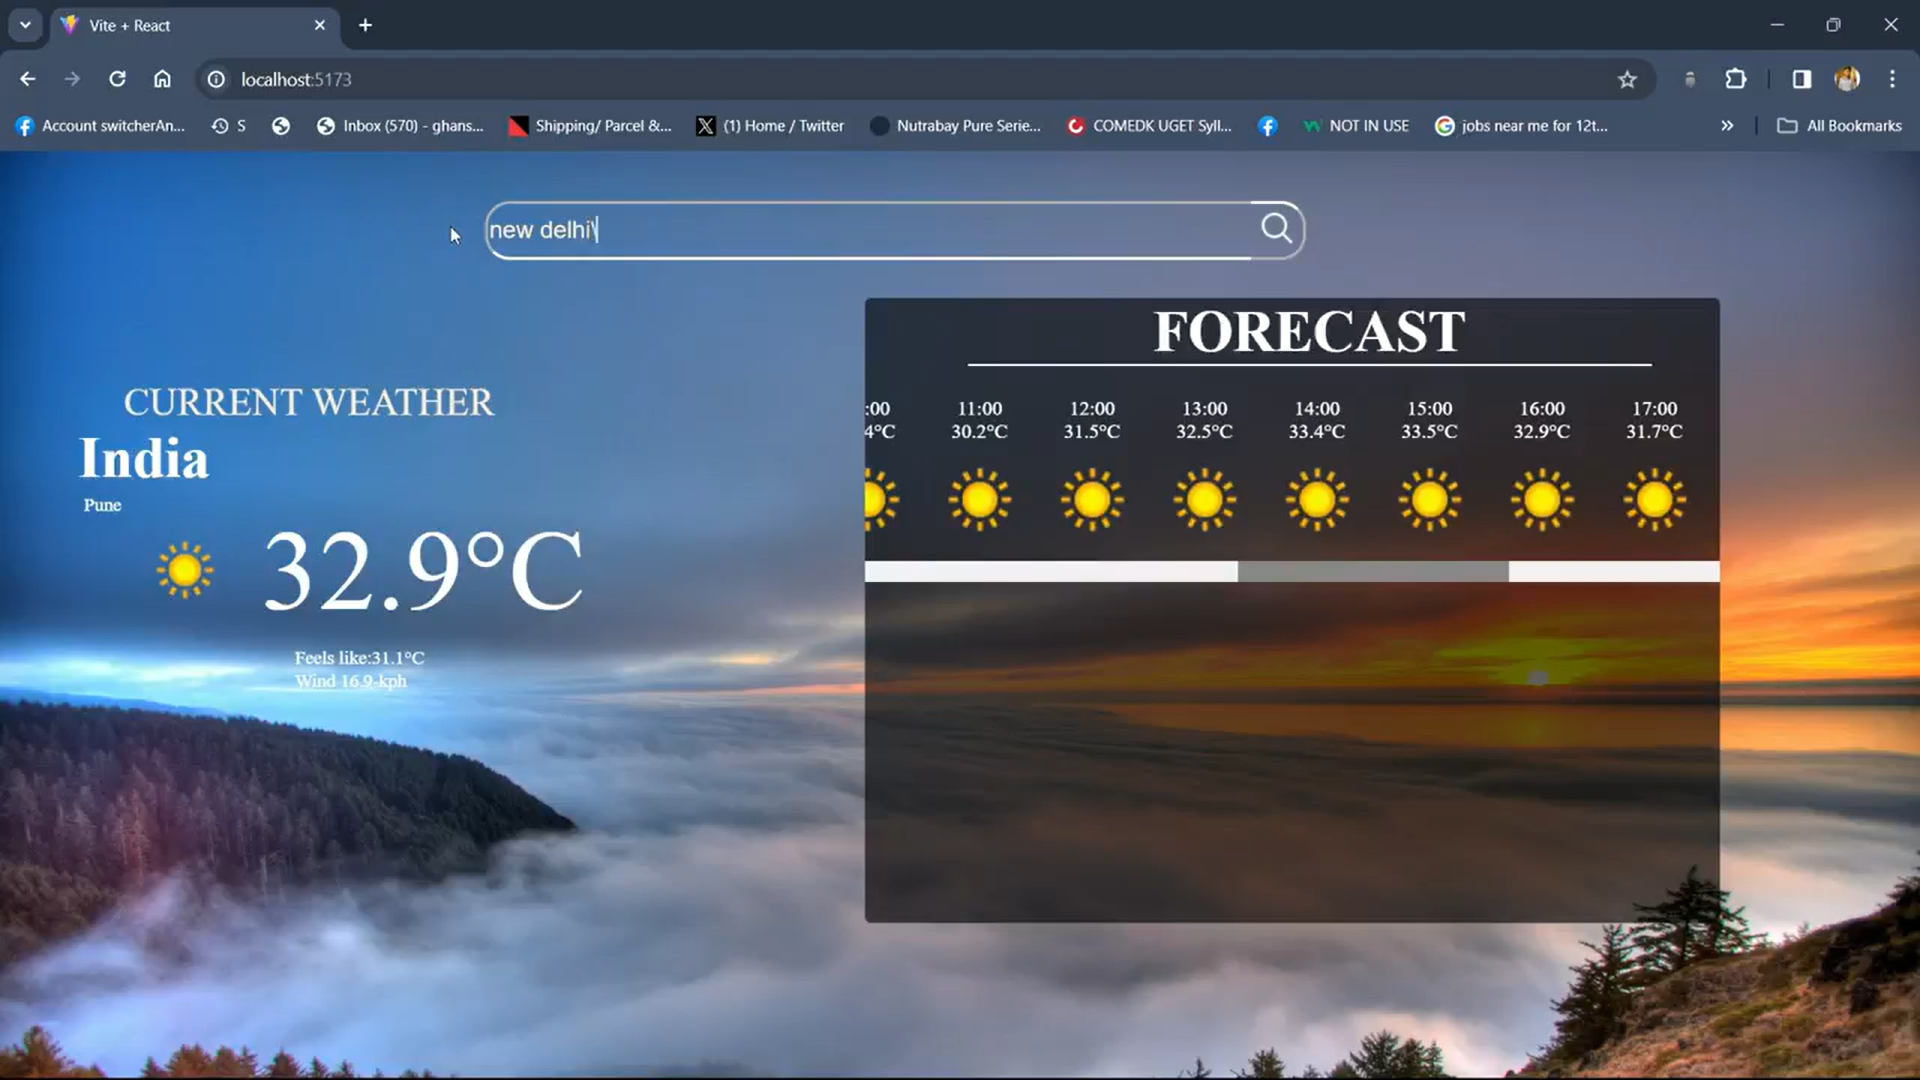 Vite + React
localhost:5173
Account switcherAn...
S
Inbox (570) - ghans...
Shipping/ Parcel &...
(1) Home / Twitter
Nutrabay Pure Serie...
COMEDK UGET Syll...
NOT IN USE
jobs near me for 12t...
All Bookmarks
new delhi\
FORECAST
:00 11:00 12:00 13:00 14:00 15:00 16:00 17:00
4°C 30.2°C 31.5°C 32.5°C 33.4°C 33.5°C 32.9°C 31.7°C
CURRENT WEATHER
India
Pune
32.9°C
Feels like:31.1°C
Wind 16.9-kph